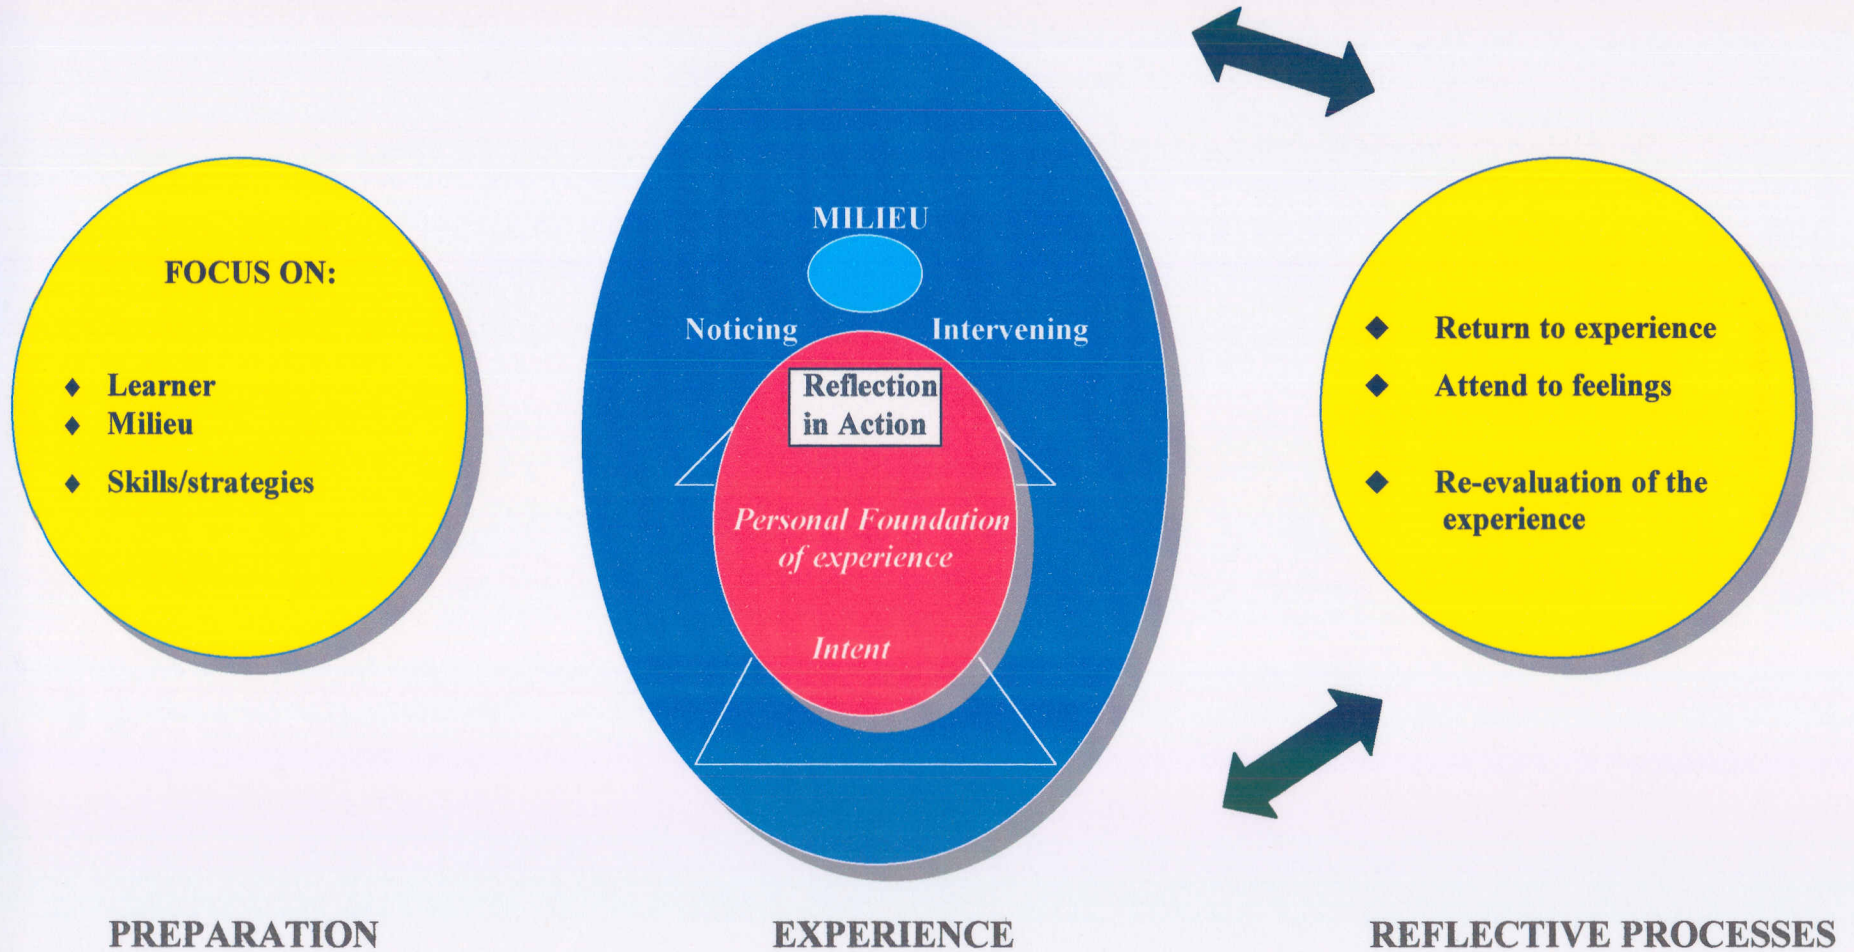 FOCUS ON:
♦ Learner
♦ Milieu
♦ Skills/strategies
MILIEU
Noticing
Intervening
Reflection
in Action
Personal Foundation
of experience
Intent
◆ Return to experience
◆ Attend to feelings
◆ Re-evaluation of the
experience
PREPARATION
EXPERIENCE
REFLECTIVE PROCESSES